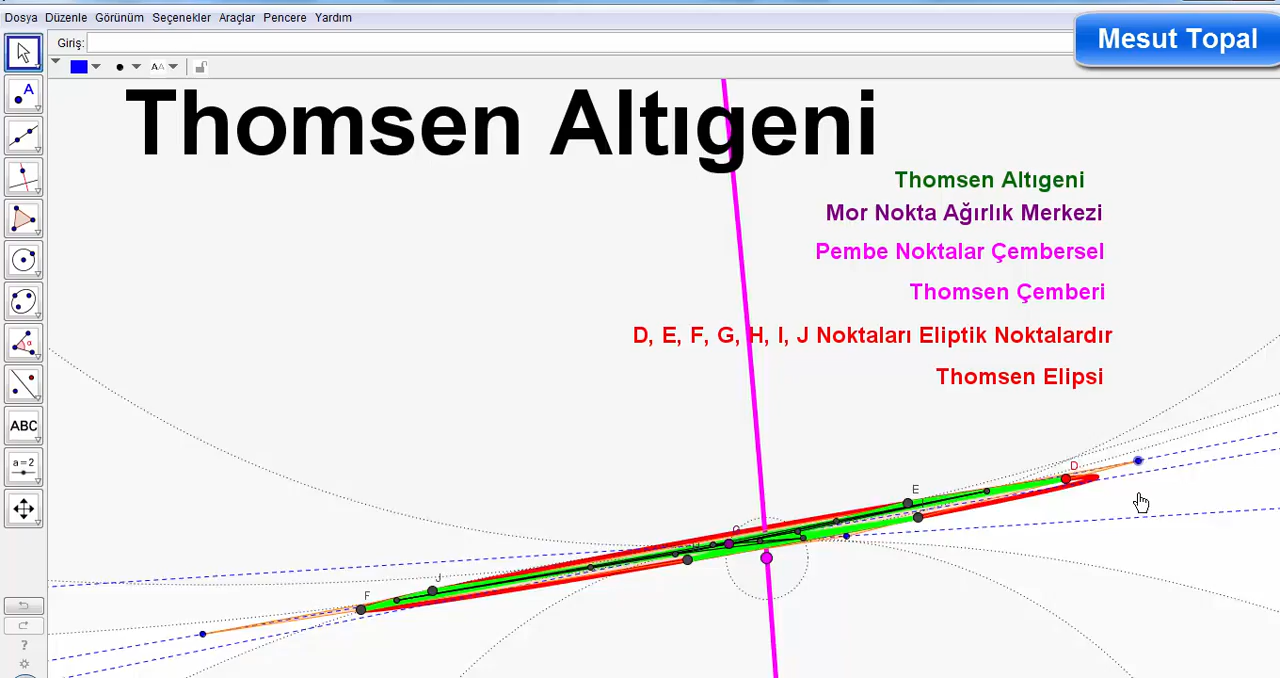 Dosya Düzenle Görünüm Seçenekler Araçlar Pencere Yardım
Giriş:
Mesut Topal
AA
Thomsen Altıgeni
Thomsen Altıgeni
Mor Nokta Ağırlık Merkezi
Pembe Noktalar Çembersel
Thomsen Çemberi
D, E, F, G, H, I, J Noktaları Eliptik Noktalardır
Thomsen Elipsi
A
ABC
a=2
D
E
J
F